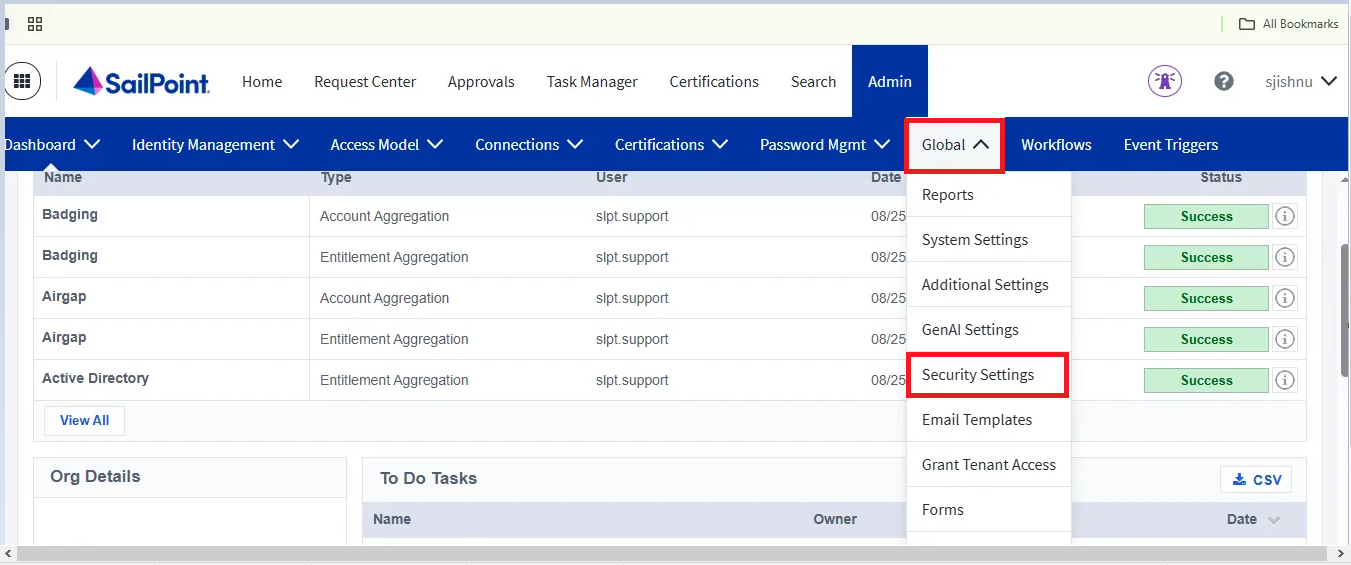 All Bookmarks
SailPoint. Home Request Center Approvals Task Manager Certifications Search Admin sjishnu
Dashboard Identity Management Access Model Connections Certifications Password Mgmt Global Workflows Event Triggers
Name Type User Date Status
Reports
Badging Account Aggregation slpt.support 08/25 Success
System Settings
Badging Entitlement Aggregation slpt.support 08/25 Success
Additional Settings
Airgap Account Aggregation slpt.support 08/25 Success
GenAI Settings
Airgap Entitlement Aggregation slpt.support 08/25 Success
Security Settings
Active Directory Entitlement Aggregation slpt.support 08/25 Success
View All
Email Templates
Grant Tenant Access
Org Details To Do Tasks CSV
Forms
Name Owner Date